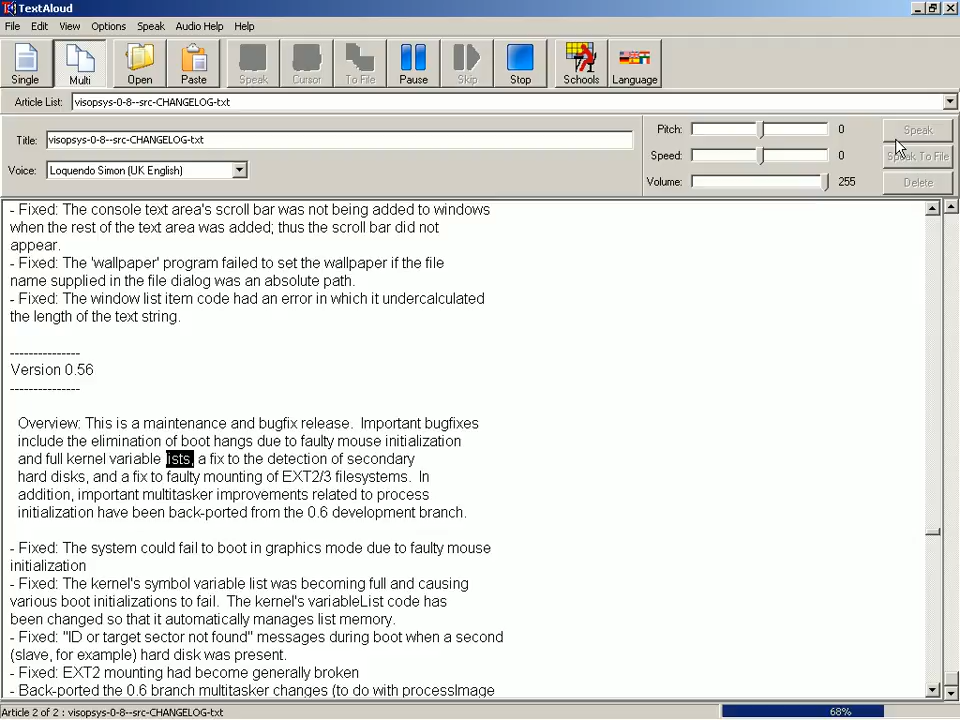 TextAloud
File Edit View Options Speak Audio Help Help
Single Multi Open Paste Speak Cursor To File Pause Skip Stop Schools Language
Article List: visopsys-0-8--src-CHANGELOG-txt
Title: visopsys-0-8--src-CHANGELOG-txt
Voice: Loquendo Simon (UK English)
Pitch: 0 Speak
Speed: 0 Speak To File
Volume: 255 Delete
- Fixed: The console text area's scroll bar was not being added to windows
when the rest of the text area was added; thus the scroll bar did not
appear.
- Fixed: The 'wallpaper' program failed to set the wallpaper if the file
name supplied in the file dialog was an absolute path.
- Fixed: The window list item code had an error in which it undercalculated
the length of the text string.
---------------
Version 0.56
---------------
Overview: This is a maintenance and bugfix release.  Important bugfixes
include the elimination of boot hangs due to faulty mouse initialization
and full kernel variable lists, a fix to the detection of secondary
hard disks, and a fix to faulty mounting of EXT2/3 filesystems.  In
addition, important multitasker improvements related to process
initialization have been back-ported from the 0.6 development branch.
- Fixed: The system could fail to boot in graphics mode due to faulty mouse
initialization
- Fixed: The kernel's symbol variable list was becoming full and causing
various boot initializations to fail.  The kernel's variableList code has
been changed so that it automatically manages list memory.
- Fixed: "ID or target sector not found" messages during boot when a second
(slave, for example) hard disk was present.
- Fixed: EXT2 mounting had become generally broken
- Back-ported the 0.6 branch multitasker changes (to do with processImage
Article 2 of 2 : visopsys-0-8--src-CHANGELOG-txt
68%